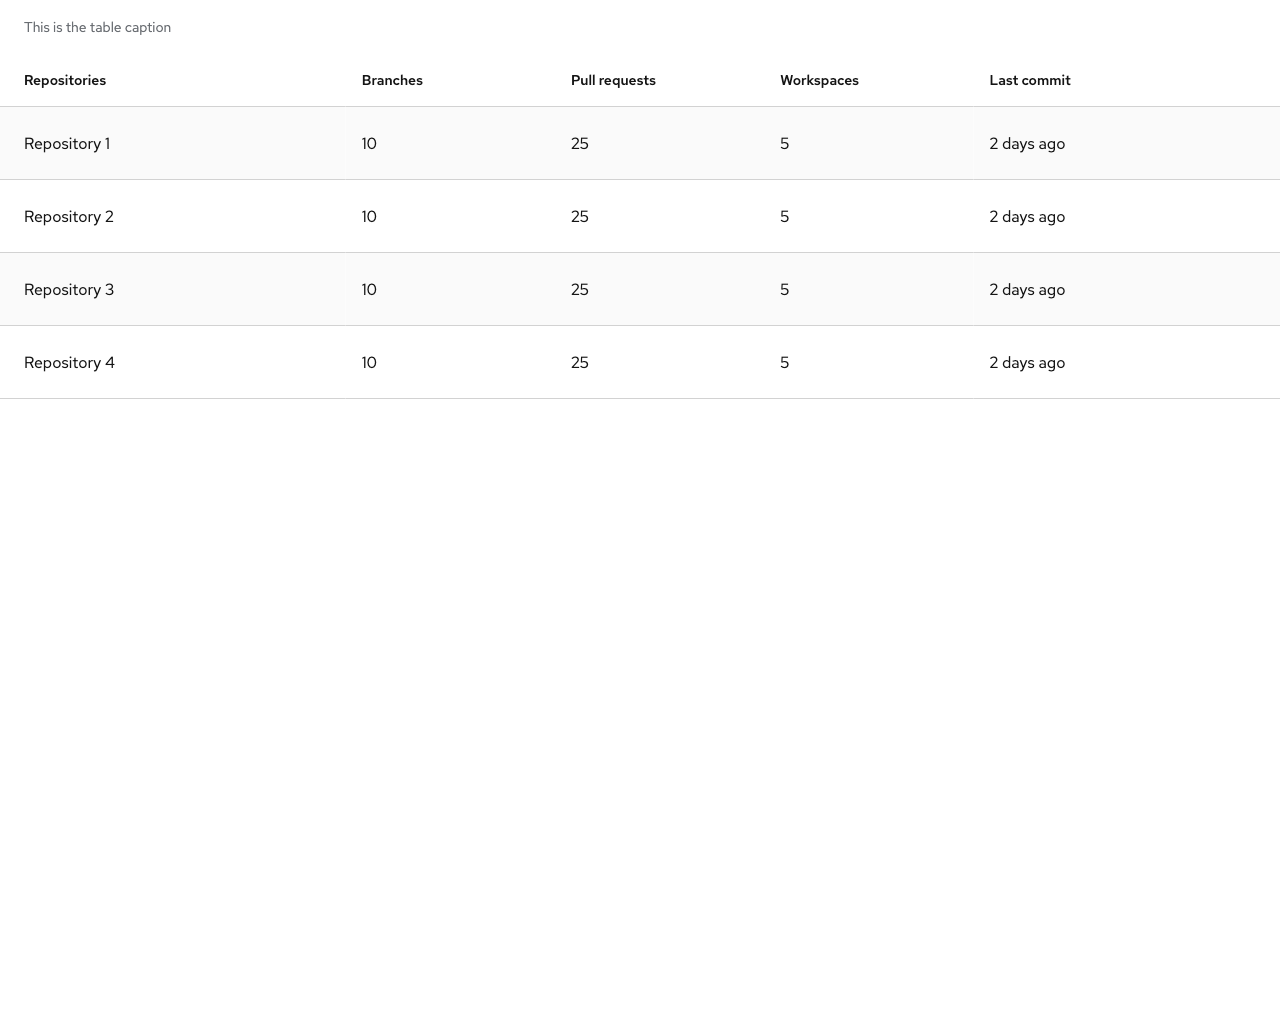 This is the table caption
Repositories Branches Pull requests Workspaces Last commit
Repository 1 10 25 5 2 days ago
Repository 2 10 25 5 2 days ago
Repository 3 10 25 5 2 days ago
Repository 4 10 25 5 2 days ago